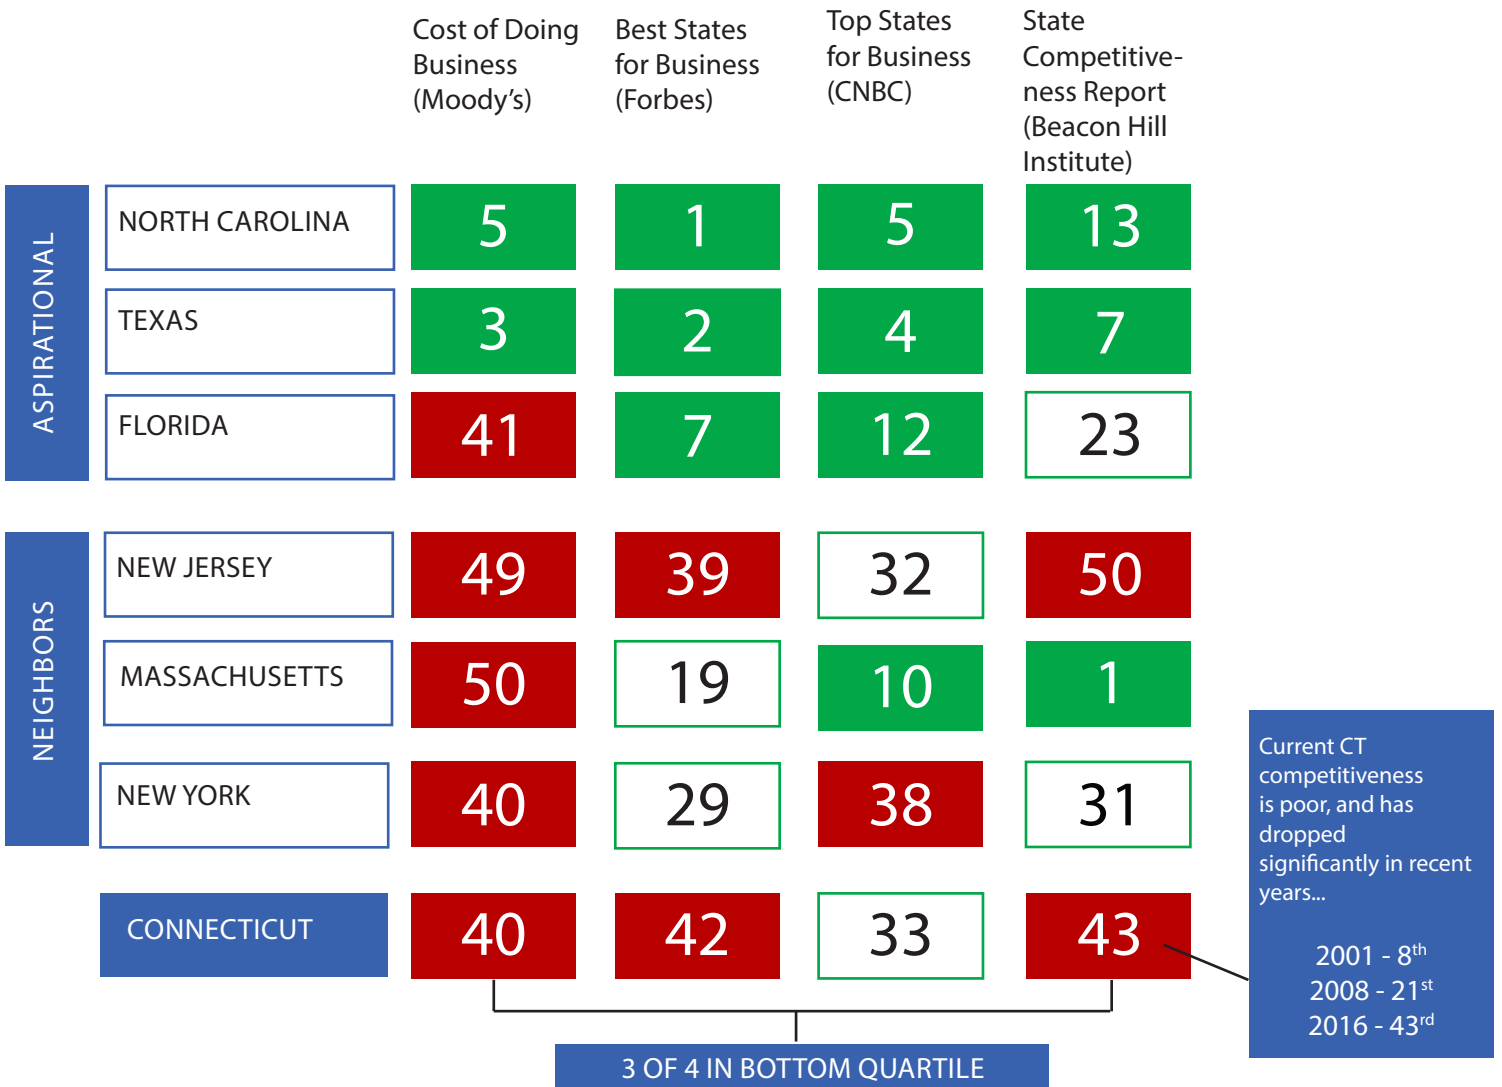 Cost of Doing
Business
(Moody’s)
Best States
for Business
(Forbes)
Top States
for Business
(CNBC)
State
Competitive-
ness Report
(Beacon Hill
Institute)
ASPIRATIONAL
NORTH CAROLINA
5
1
5
13
TEXAS
3
2
4
7
FLORIDA
41
7
12
23
NEIGHBORS
NEW JERSEY
49
39
32
50
MASSACHUSETTS
50
19
10
1
NEW YORK
40
29
38
31
CONNECTICUT
40
42
33
43
Current CT
competitiveness
is poor, and has
dropped
significantly in recent
years...
2001 - 8th
2008 - 21st
2016 - 43rd
3 OF 4 IN BOTTOM QUARTILE